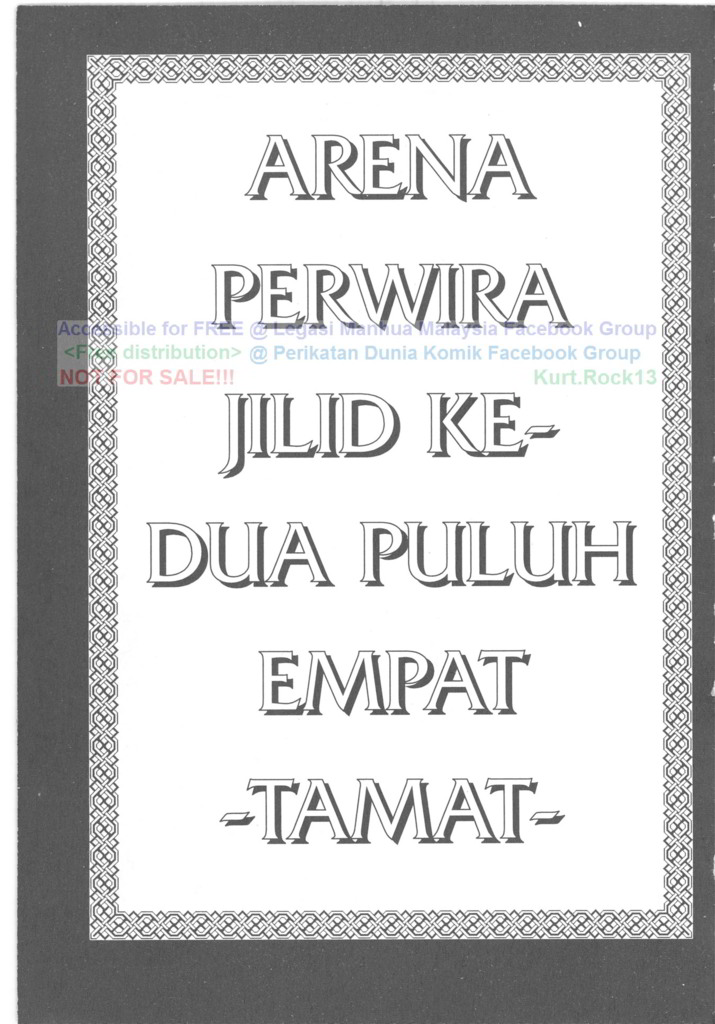 ARENA
PERWIRA
Accessible for FREE @ Legasi Manhua Malaysia Facebook Group
<Free distribution> @ Perikatan Dunia Komik Facebook Group
NOT FOR SALE!!! Kurt.Rock13
JILID KE-
DUA PULUH
EMPAT
-TAMAT-